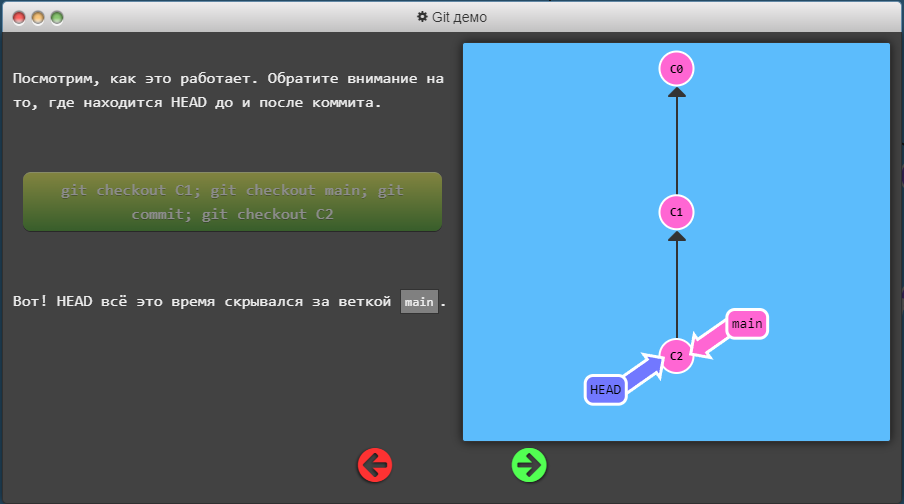 Git демо
Посмотрим, как это работает. Обратите внимание на
то, где находится HEAD до и после коммита.
git checkout C1; git checkout main; git
commit; git checkout C2
Вот! HEAD всё это время скрывался за веткой main.
C0
C1
main
C2
HEAD